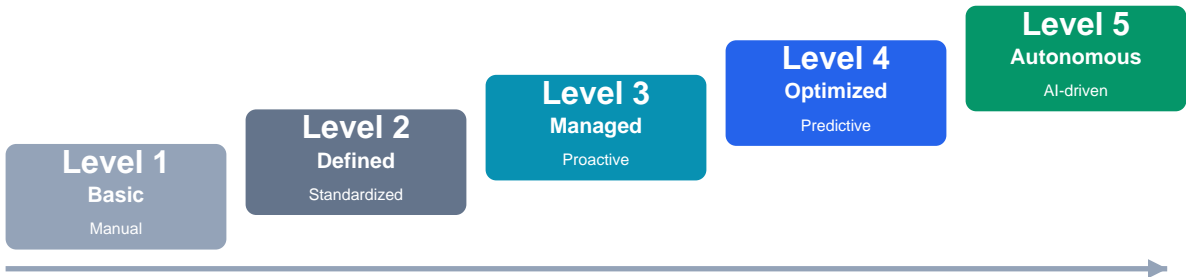 Level 1
Basic
Manual
Level 2
Defined
Standardized
Level 3
Managed
Proactive
Level 4
Optimized
Predictive
Level 5
Autonomous
AI-driven